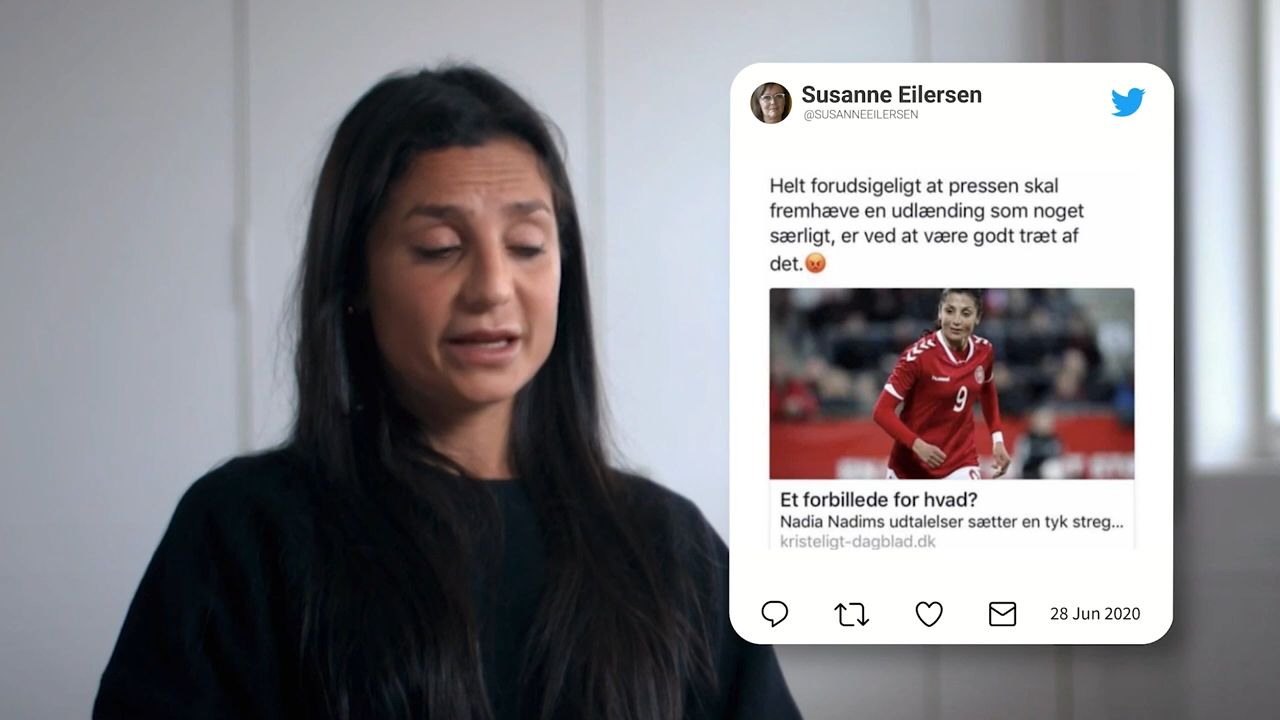 Susanne Eilersen
@SUSANNEEILERSEN
Helt forudsigeligt at pressen skal
fremhæve en udlænding som noget
særligt, er ved at være godt træt af
det.😡
9
Et forbillede for hvad?
Nadia Nadims udtalelser sætter en tyk streg...
kristeligt-dagblad.dk
28 Jun 2020